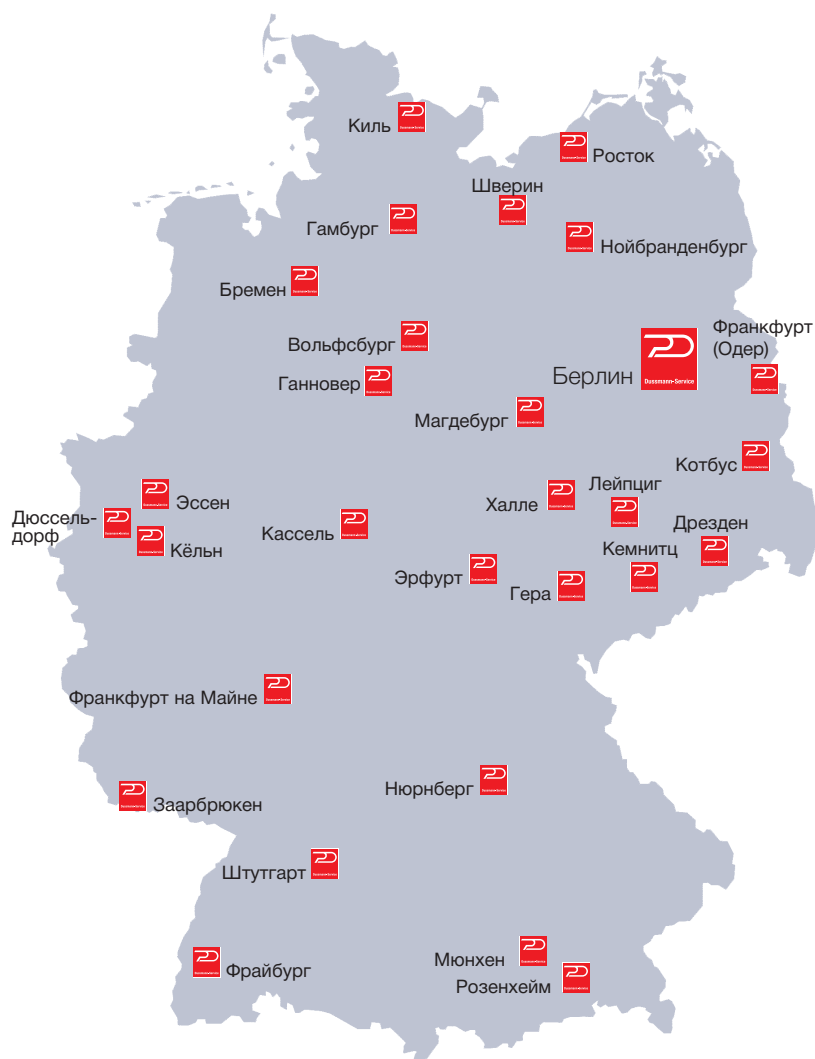 Киль
Росток
Шверин
Гамбург
Нойбранденбург
Бремен
Вольфсбург
Франкфурт
(Одер)
Берлин
Dussmann-Service
Ганновер
Магдебург
Котбус
Эссен
Халле
Лейпциг
Дюссель-
дорф
Кёльн
Кассель
Дрезден
Кемнитц
Эрфурт
Гера
Франкфурт на Майне
Нюрнберг
Заарбрюкен
Штутгарт
Фрайбург
Мюнхен
Розенхейм